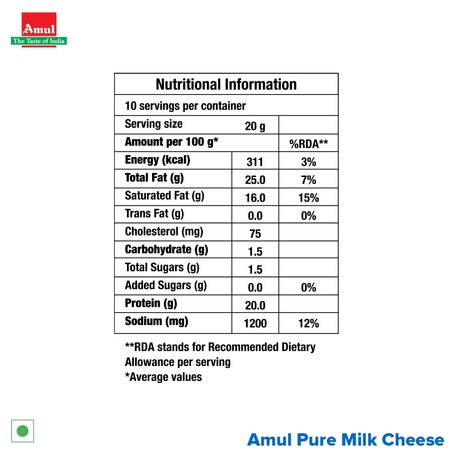 Amul
The Taste of India
Nutritional Information
10 servings per container
Serving size 20 g
Amount per 100 g* %RDA**
Energy (kcal) 311 3%
Total Fat (g) 25.0 7%
Saturated Fat (g) 16.0 15%
Trans Fat (g) 0.0 0%
Cholesterol (mg) 75
Carbohydrate (g) 1.5
Total Sugars (g) 1.5
Added Sugars (g) 0.0 0%
Protein (g) 20.0
Sodium (mg) 1200 12%
**RDA stands for Recommended Dietary
Allowance per serving
*Average values
Amul Pure Milk Cheese